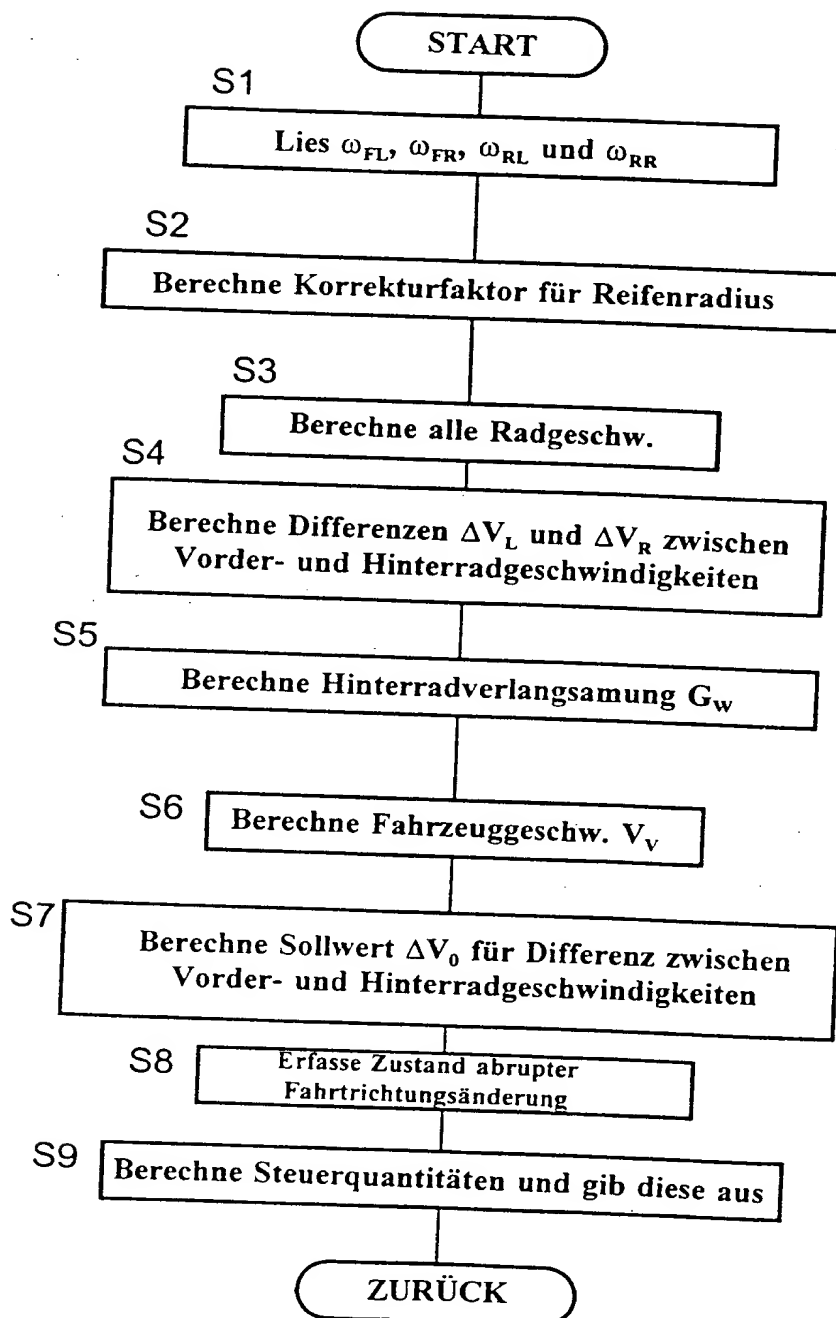 START
S1
Lies ω_FL, ω_FR, ω_RL und ω_RR
S2
Berechne Korrekturfaktor für Reifenradius
S3
Berechne alle Radgeschw.
S4
Berechne Differenzen ΔV_L und ΔV_R zwischen
Vorder- und Hinterradgeschwindigkeiten
S5
Berechne Hinterradverlangsamung G_W
S6
Berechne Fahrzeuggeschw. V_V
S7
Berechne Sollwert ΔV_0 für Differenz zwischen
Vorder- und Hinterradgeschwindigkeiten
S8
Erfasse Zustand abrupter
Fahrtrichtungsänderung
S9
Berechne Steuerquantitäten und gib diese aus
ZURÜCK